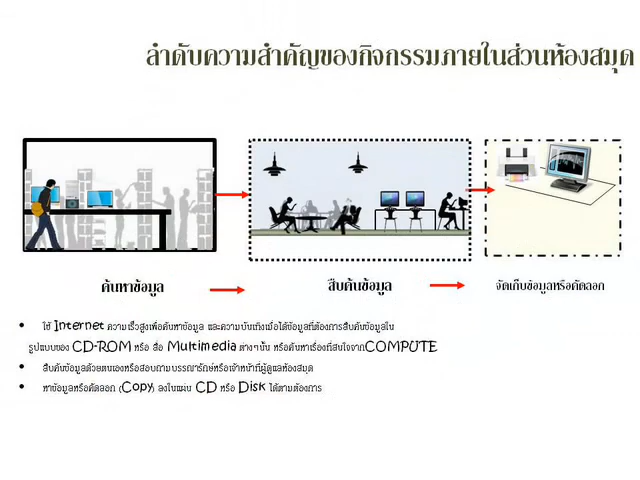 ลำดับความสำคัญของกิจกรรมภายในส่วนห้องสมุด
ค้นหาข้อมูล
สืบค้นข้อมูล
จัดเก็บข้อมูลหรือคัดลอก
• ใช้ Internet ความเร็วสูงเพื่อค้นหาข้อมูล และความบันเทิงเมื่อได้ข้อมูลที่ต้องการสืบค้นข้อมูลใน
รูปแบบของ CD-ROM หรือ สื่อ Multimedia ต่างๆนั้น หรือค้นหาเรื่องที่สนใจจากCOMPUTE
• สืบค้นข้อมูลด้วยตนเองหรือสอบถามบรรณารักษ์หรือเจ้าหน้าที่ผู้ดูแลห้องสมุด
• หาข้อมูลหรือคัดลอก (Copy) ลงในแผ่น CD หรือ Disk ได้ตามต้องการ